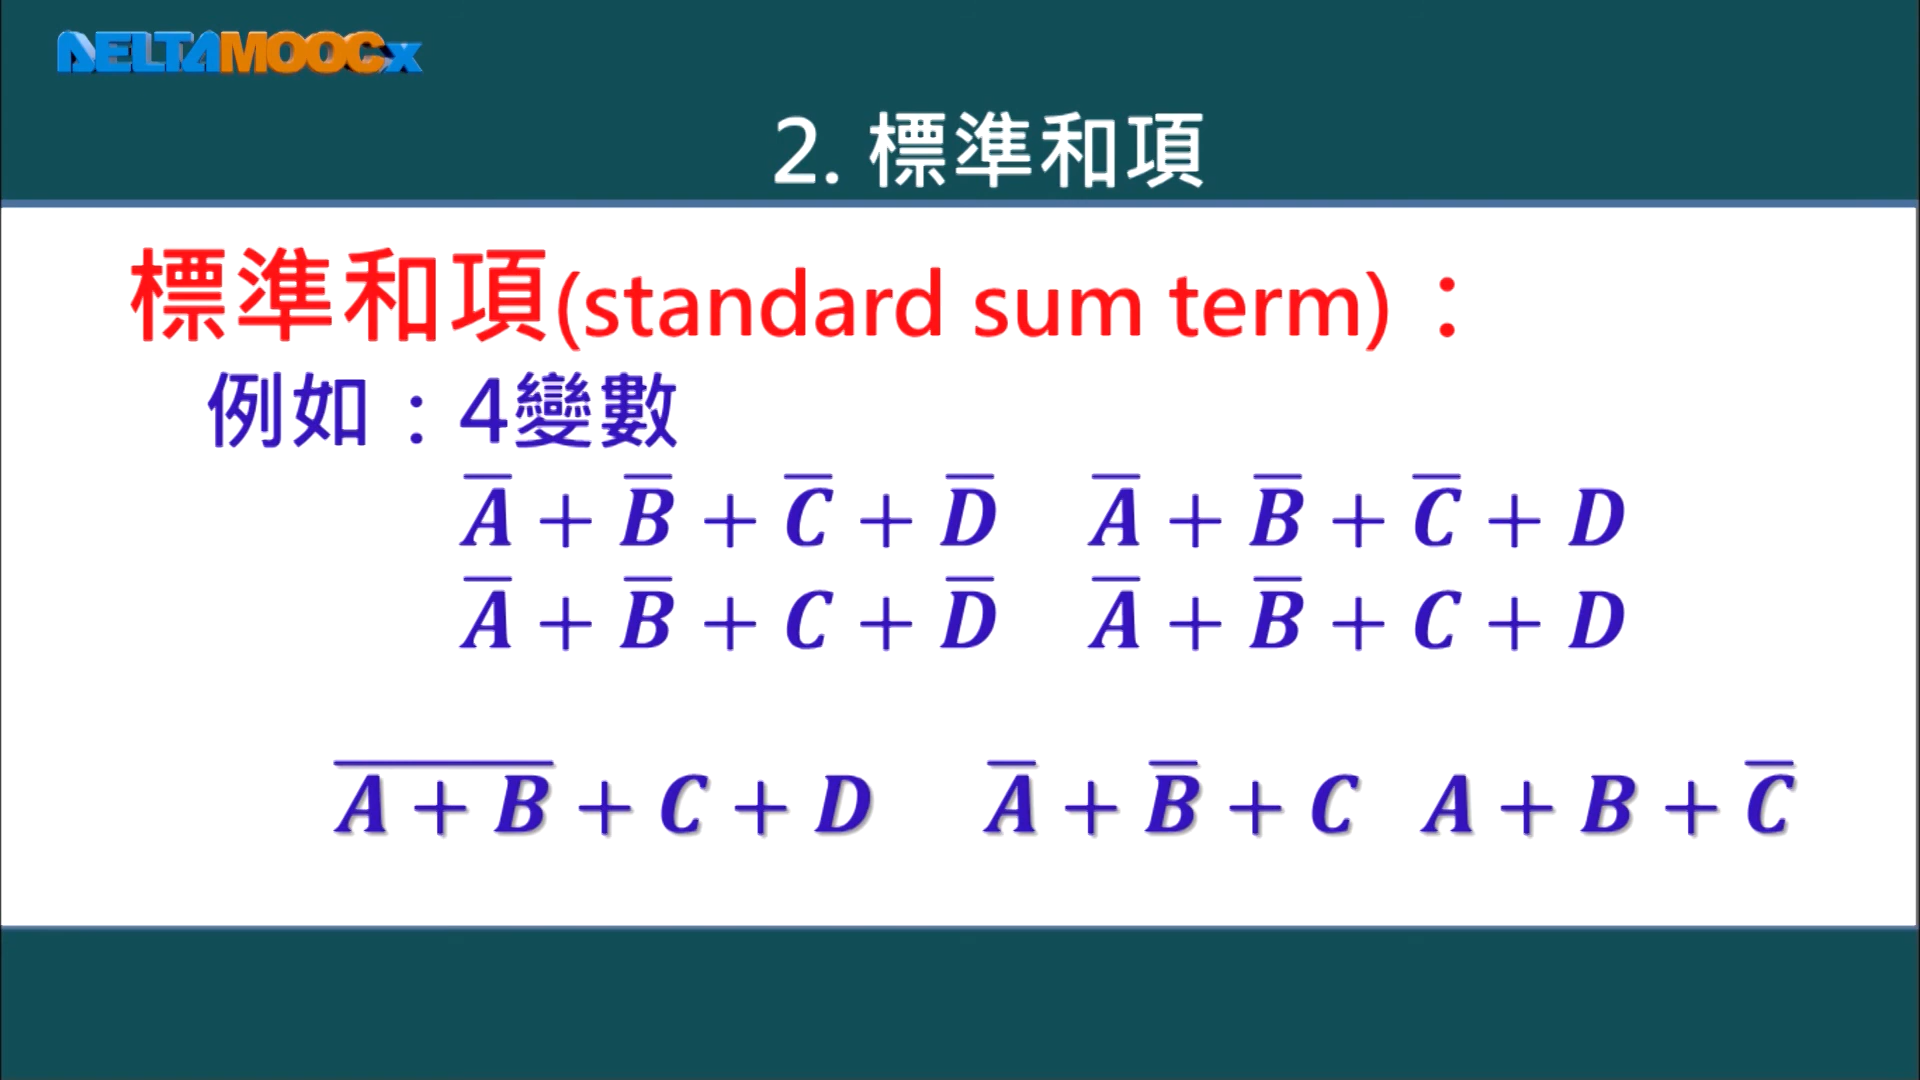 DELTAMOOCx
2. 標準和項
標準和項(standard sum term)：
例如：4變數
A̅ + B̅ + C̅ + D̅   A̅ + B̅ + C̅ + D
A̅ + B̅ + C + D̅   A̅ + B̅ + C + D
A̅ ̅+̅ ̅B̅ + C + D   A̅ + B̅ + C   A + B + C̅